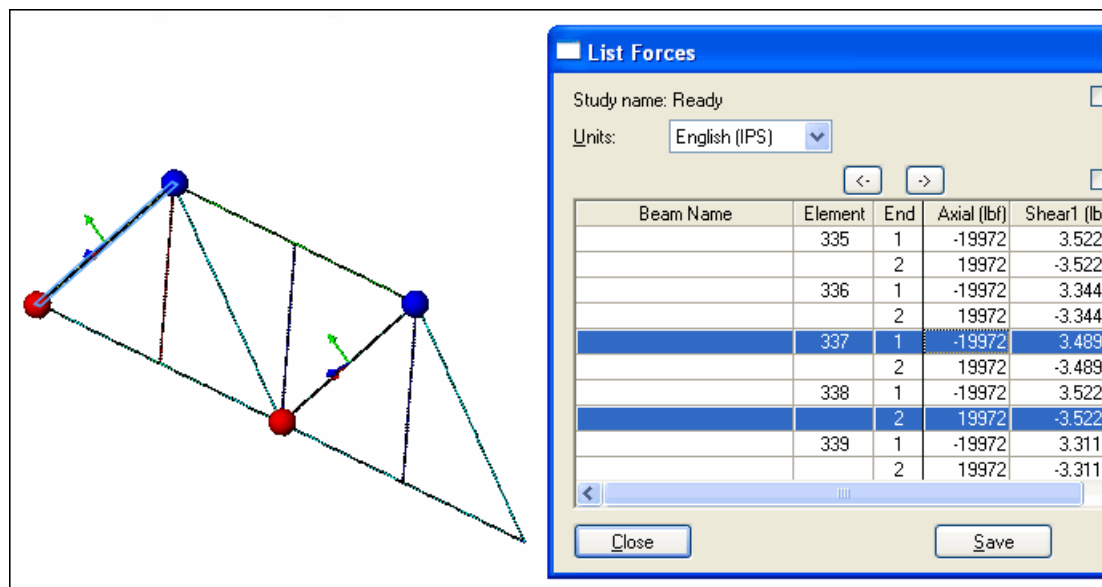 List Forces
Study name: Ready
Units: English (IPS)
<- ->
Beam Name Element End Axial (lbf) Shear1 (lb
335 1 -19972 3.522
2 19972 -3.522
336 1 -19972 3.344
2 19972 -3.344
337 1 -19972 3.489
2 19972 -3.489
338 1 -19972 3.522
2 19972 -3.522
339 1 -19972 3.311
2 19972 -3.311
Close Save